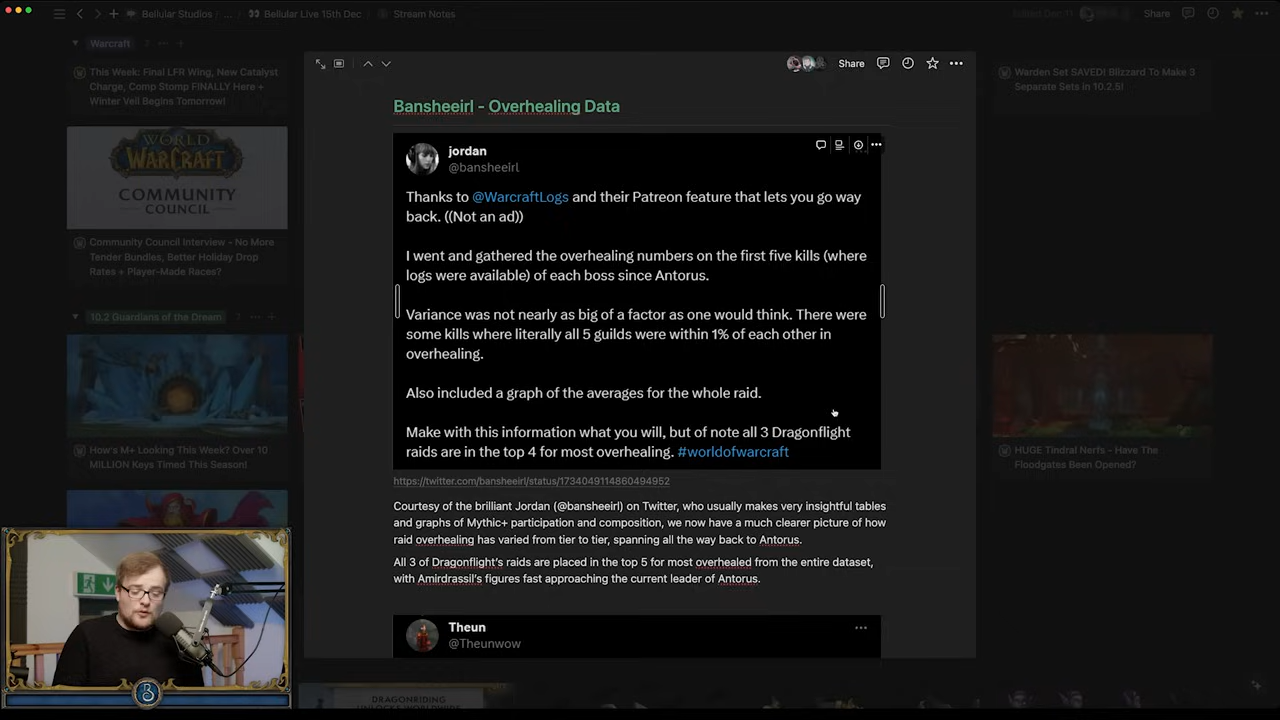 Bellular Studios / ...
Bellular Live 15th Dec
Stream Notes
Share
Warcraft 7
This Week: Final LFR Wing, New Catalyst
Charge, Comp Stomp FINALLY Here +
Winter Veil Begins Tomorrow!
WORLD
OF
WARCRAFT
COMMUNITY
COUNCIL
Community Council Interview - No More
Tender Bundles, Better Holiday Drop
Rates + Player-Made Races?
10.2 Guardians of the Dream 7
How's M+ Looking This Week? Over 10
MILLION Keys Timed This Season!
Share
Bansheeirl - Overhealing Data
jordan
@bansheeirl
Thanks to @WarcraftLogs and their Patreon feature that lets you go way
back. ((Not an ad))
I went and gathered the overhealing numbers on the first five kills (where
logs were available) of each boss since Antorus.
Variance was not nearly as big of a factor as one would think. There were
some kills where literally all 5 guilds were within 1% of each other in
overhealing.
Also included a graph of the averages for the whole raid.
Make with this information what you will, but of note all 3 Dragonflight
raids are in the top 4 for most overhealing. #worldofwarcraft
https://twitter.com/bansheeirl/status/1734049114860494952
Courtesy of the brilliant Jordan (@bansheeirl) on Twitter, who usually makes very insightful tables
and graphs of Mythic+ participation and composition, we now have a much clearer picture of how
raid overhealing has varied from tier to tier, spanning all the way back to Antorus.
All 3 of Dragonflight's raids are placed in the top 5 for most overhealed from the entire dataset,
with Amirdrassil's figures fast approaching the current leader of Antorus.
Theun
@Theunwow
Warden Set SAVED! Blizzard To Make 3
Separate Sets in 10.2.5!
HUGE Tindral Nerfs - Have The
Floodgates Been Opened?
B
DRAGONRIDING